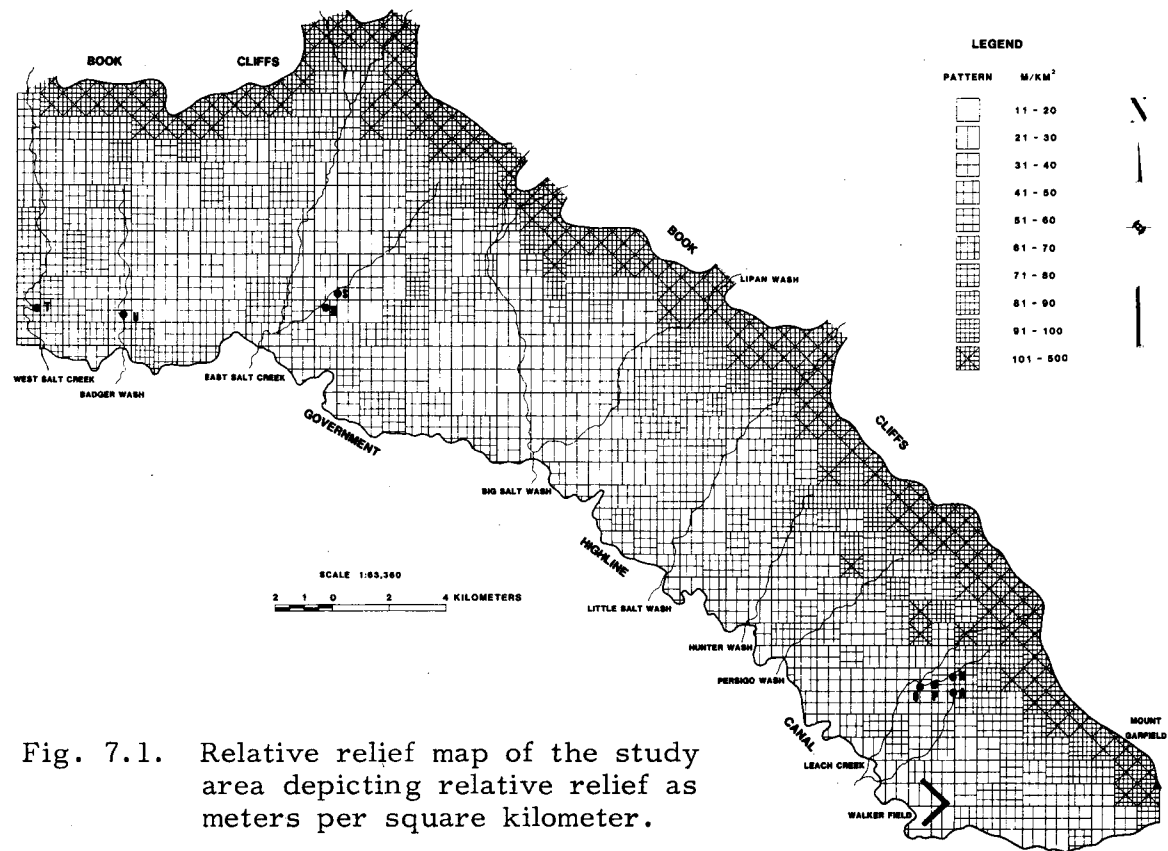 BOOK CLIFFS
LEGEND
PATTERN M/KM²
11 - 20
21 - 30
31 - 40
41 - 50
51 - 60
61 - 70
71 - 80
81 - 90
91 - 100
101 - 500
BOOK
LIPAN WASH
CLIFFS
WEST SALT CREEK
BADGER WASH
EAST SALT CREEK
GOVERNMENT
BIG SALT WASH
HIGHLINE
SCALE 1:63,360
2 1 0 2 4 KILOMETERS
LITTLE SALT WASH
HUNTER WASH
PERSIGO WASH
CANAL
MOUNT
GARFIELD
LEACH CREEK
WALKER FIELD
Fig. 7.1. Relative relief map of the study
area depicting relative relief as
meters per square kilometer.